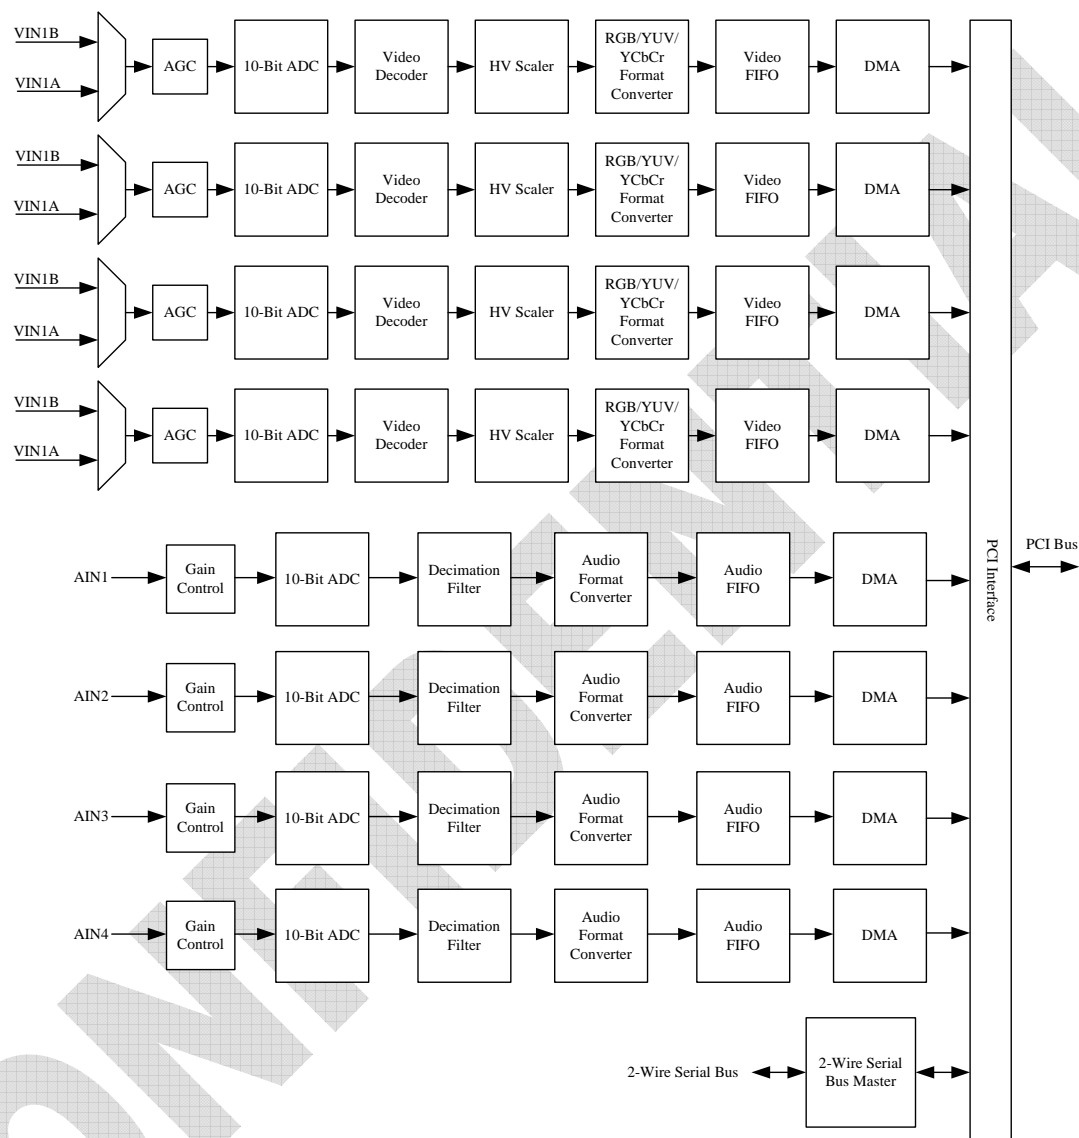 VIN1B
VIN1A
AGC
10-Bit ADC
Video
Decoder
HV Scaler
RGB/YUV/
YCbCr
Format
Converter
Video
FIFO
DMA
VIN1B
VIN1A
AGC
10-Bit ADC
Video
Decoder
HV Scaler
RGB/YUV/
YCbCr
Format
Converter
Video
FIFO
DMA
VIN1B
VIN1A
AGC
10-Bit ADC
Video
Decoder
HV Scaler
RGB/YUV/
YCbCr
Format
Converter
Video
FIFO
DMA
VIN1B
VIN1A
AGC
10-Bit ADC
Video
Decoder
HV Scaler
RGB/YUV/
YCbCr
Format
Converter
Video
FIFO
DMA
AIN1
Gain
Control
10-Bit ADC
Decimation
Filter
Audio
Format
Converter
Audio
FIFO
DMA
PCI Interface
PCI Bus
AIN2
Gain
Control
10-Bit ADC
Decimation
Filter
Audio
Format
Converter
Audio
FIFO
DMA
AIN3
Gain
Control
10-Bit ADC
Decimation
Filter
Audio
Format
Converter
Audio
FIFO
DMA
AIN4
Gain
Control
10-Bit ADC
Decimation
Filter
Audio
Format
Converter
Audio
FIFO
DMA
2-Wire Serial Bus
2-Wire Serial
Bus Master
ONFIDENTIA